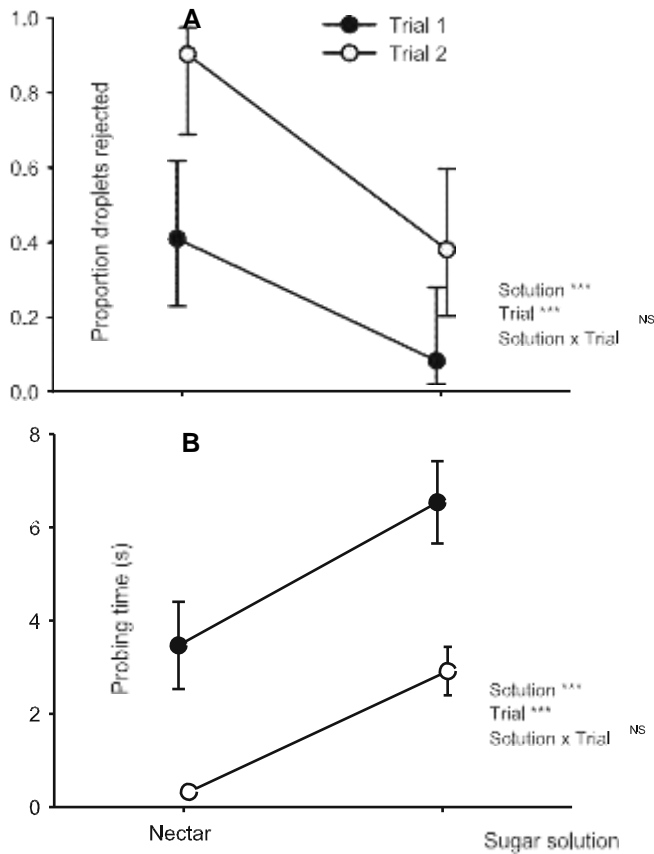 A
Trial 1
Trial 2
1.0
0.8
0.6
0.4
0.2
0.0
Proportion droplets rejected
Solution ***
Trial ***
Solution x Trial NS
B
8
6
4
2
0
Probing time (s)
Solution ***
Trial ***
Solution x Trial NS
Nectar
Sugar solution